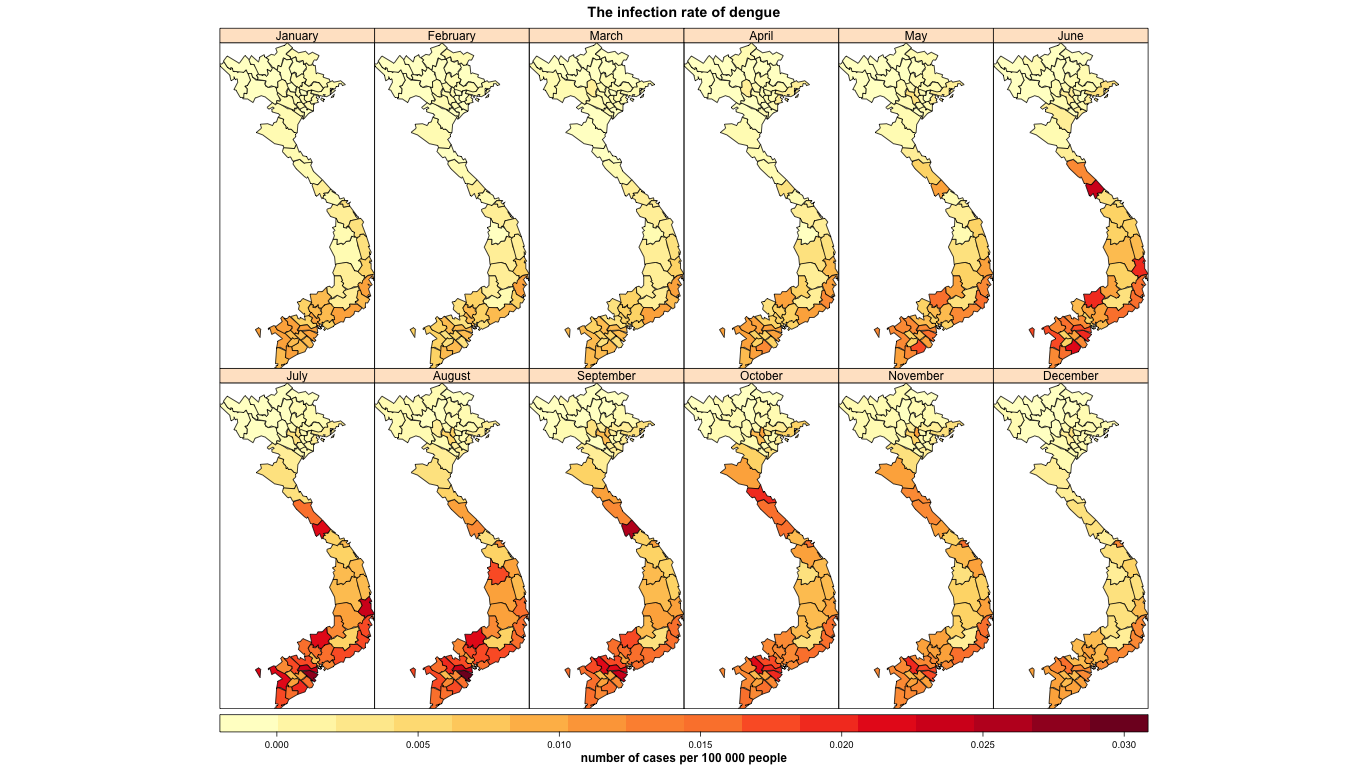 The infection rate of dengue
January February March April May June
July August September October November December
0.000 0.005 0.010 0.015 0.020 0.025 0.030
number of cases per 100 000 people